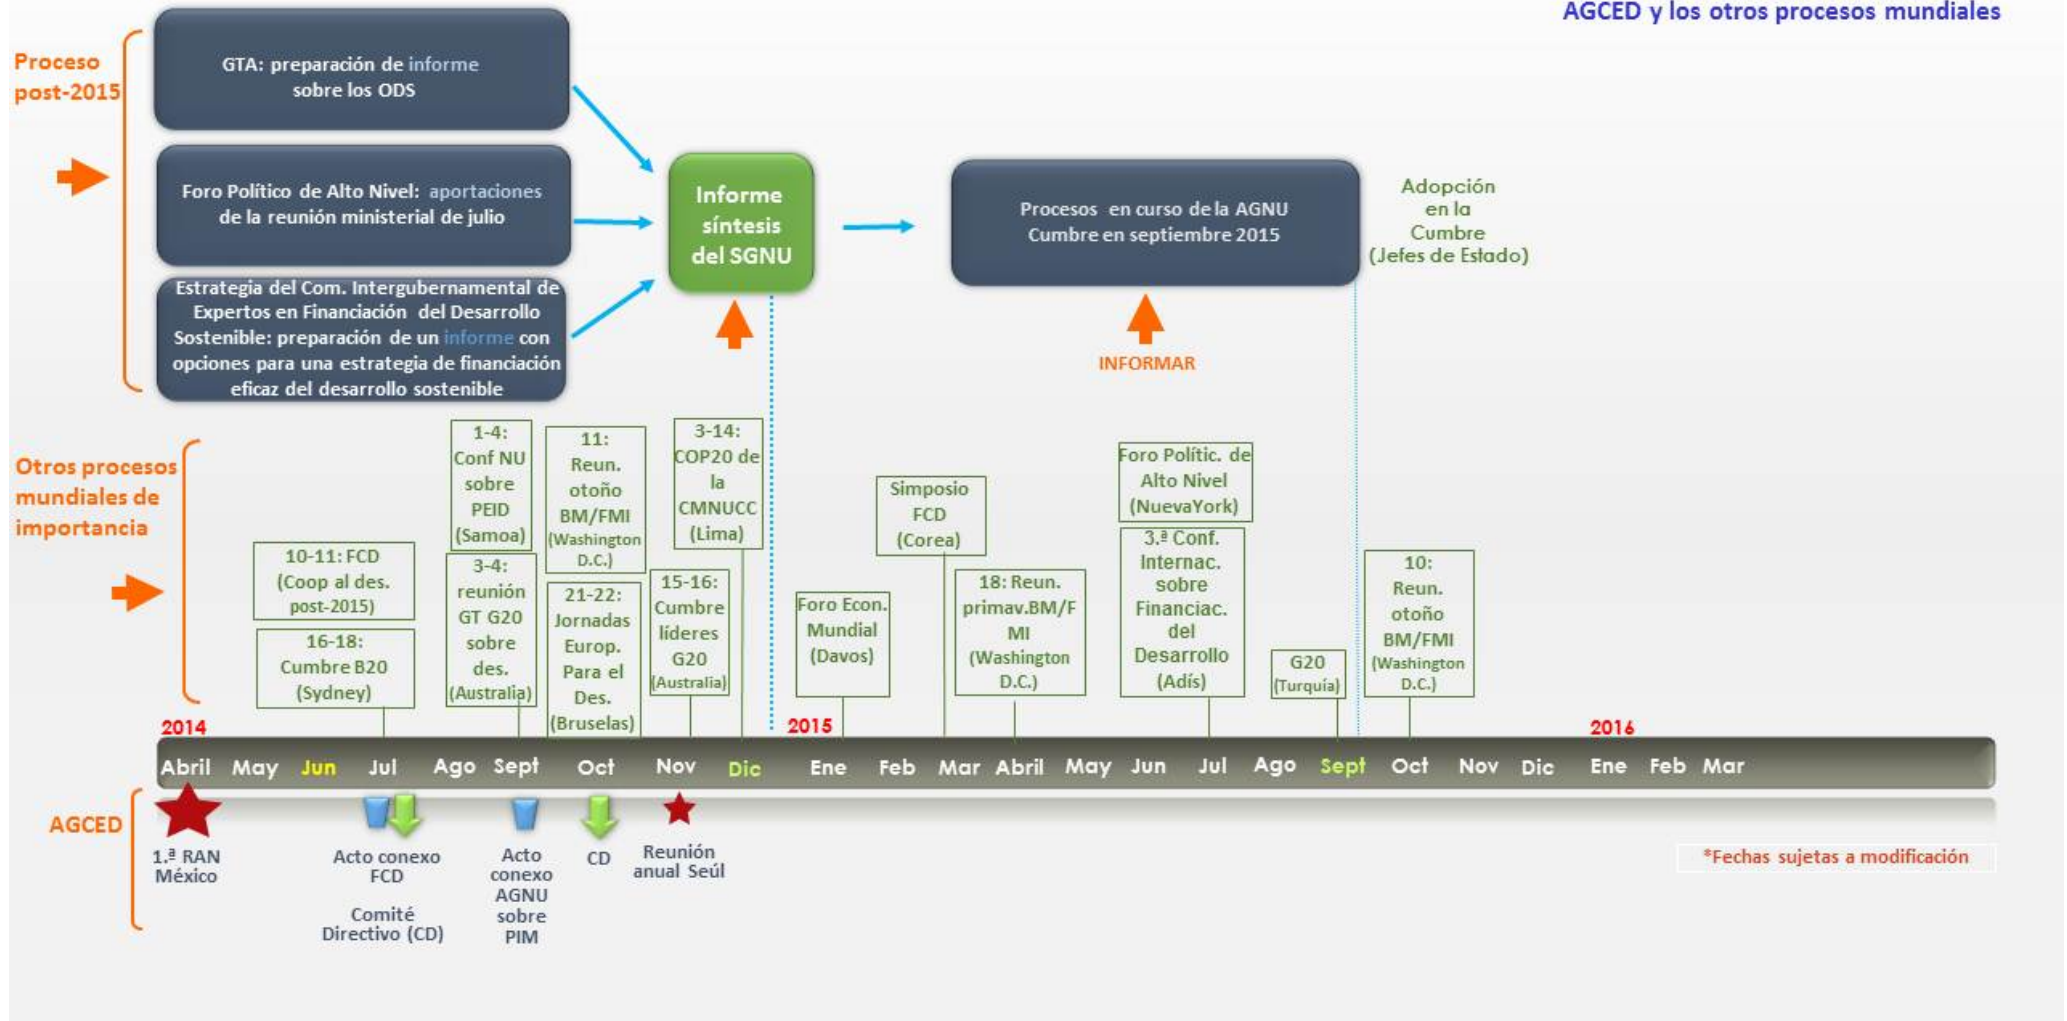 AGCED y los otros procesos mundiales
Proceso
post-2015
GTA: preparación de informe
sobre los ODS
Foro Político de Alto Nivel: aportaciones
de la reunión ministerial de julio
Estrategia del Com. Intergubernamental de
Expertos en Financiación del Desarrollo
Sostenible: preparación de un informe con
opciones para una estrategia de financiación
eficaz del desarrollo sostenible
Informe
síntesis
del SGNU
Procesos en curso de la AGNU
Cumbre en septiembre 2015
Adopción
en la
Cumbre
(Jefes de Estado)
INFORMAR
Otros procesos
mundiales de
importancia
10-11: FCD
(Coop al des.
post-2015)
16-18:
Cumbre B20
(Sydney)
1-4:
Conf NU
sobre
PEID
(Samoa)
3-4:
reunión
GT G20
sobre
des.
(Australia)
11:
Reun.
otoño
BM/FMI
(Washington
D.C.)
21-22:
Jornadas
Europ.
Para el
Des.
(Bruselas)
3-14:
COP20 de
la
CMNUCC
(Lima)
15-16:
Cumbre
líderes
G20
(Australia)
Foro Econ.
Mundial
(Davos)
Simposio
FCD
(Corea)
18: Reun.
primav.BM/F
MI
(Washington
D.C.)
Foro Polític. de
Alto Nivel
(NuevaYork)
3.ª Conf.
Internac.
sobre
Financiac.
del
Desarrollo
(Adís)
G20
(Turquía)
10:
Reun.
otoño
BM/FMI
(Washington
D.C.)
2014 2015 2016
Abril May Jun Jul Ago Sept Oct Nov Dic Ene Feb Mar Abril May Jun Jul Ago Sept Oct Nov Dic Ene Feb Mar
AGCED
1.ª RAN
México
Acto conexo
FCD
Comité
Directivo (CD)
Acto
conexo
AGNU
sobre
PIM
CD
Reunión
anual Seúl
*Fechas sujetas a modificación